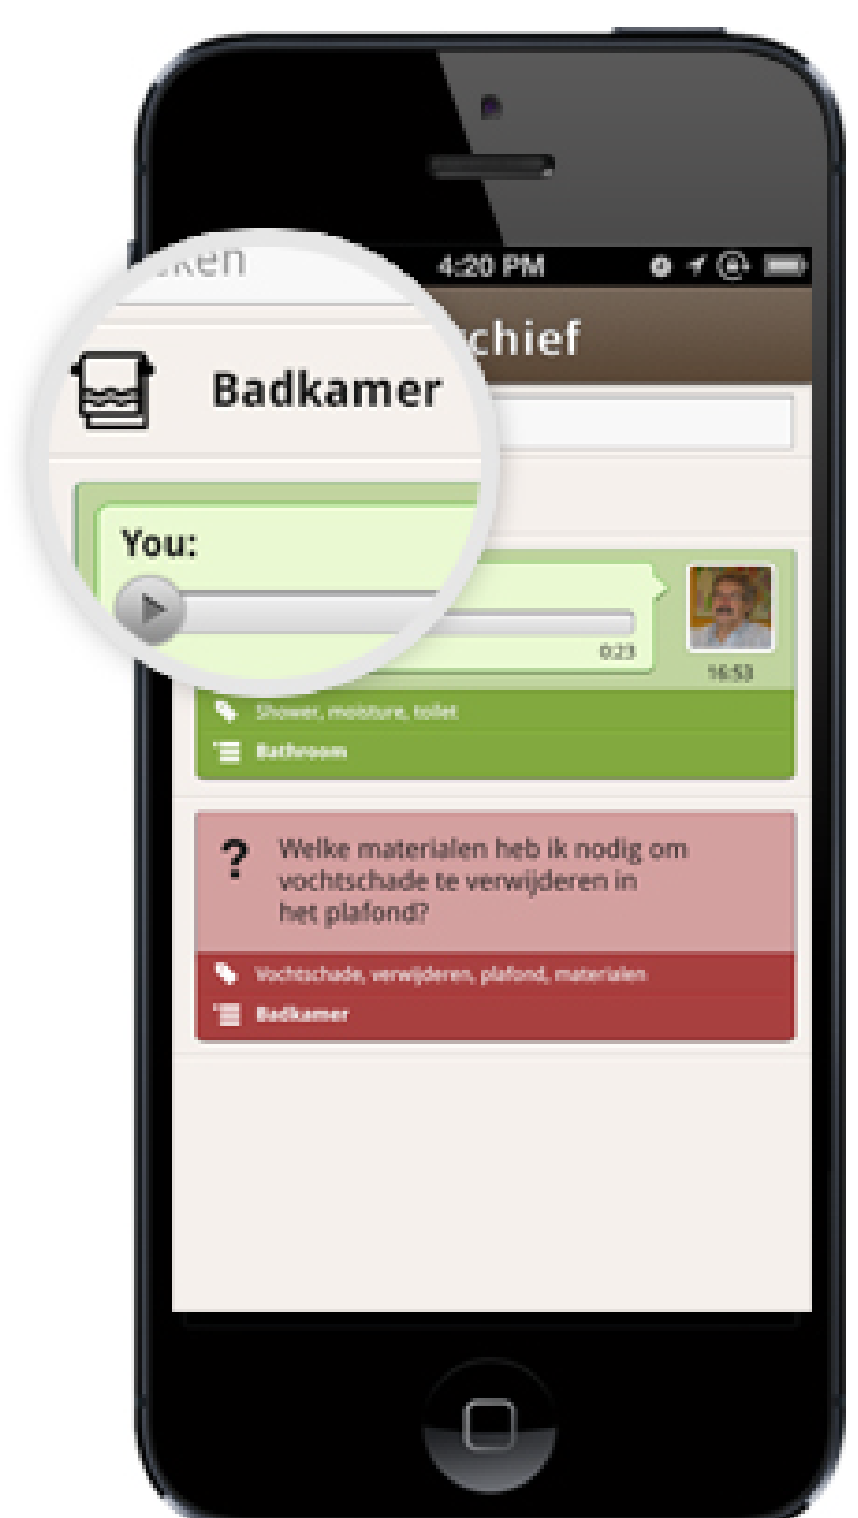 4:20 PM
chief
ken
Badkamer
You:
0:23
16:53
Shower, moisture, toilet
Bathroom
? Welke materialen heb ik nodig om
vochtschade te verwijderen in
het plafond?
Vochtschade, verwijderen, plafond, materialen
Badkamer